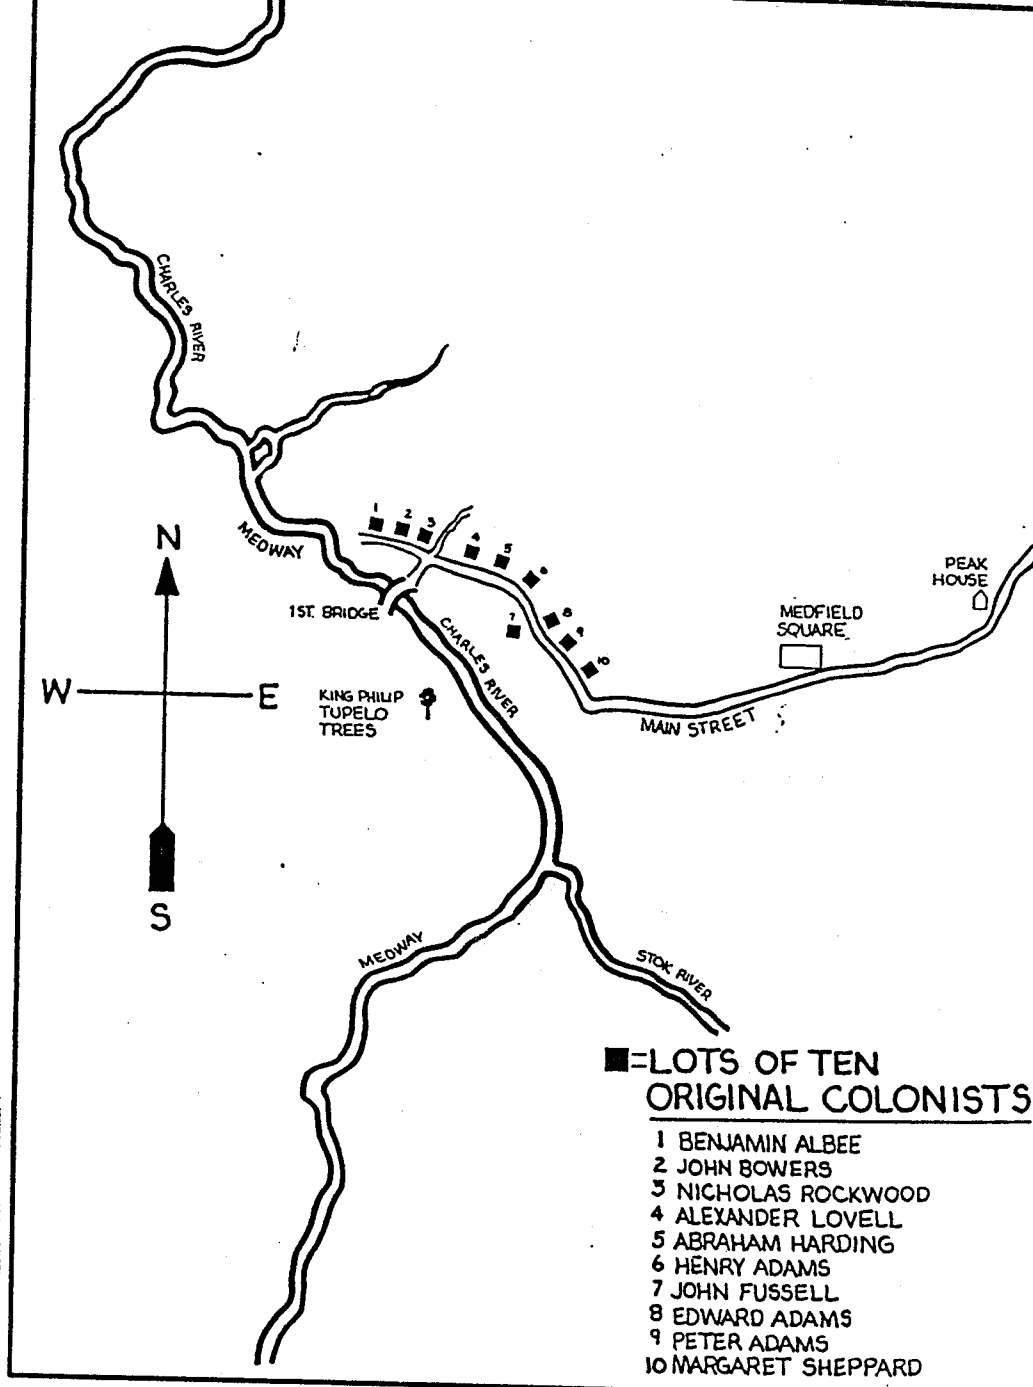 CHARLES RIVER
MEDWAY
N
W
E
S
1
2
3
4
5
6
7
8
9
10
1ST. BRIDGE
CHARLES RIVER
KING PHILIP
TUPELO
TREES
PEAK
HOUSE
MEDFIELD
SQUARE
MAIN STREET
MEDWAY
STOK RIVER
■=LOTS OF TEN
ORIGINAL COLONISTS
1 BENJAMIN ALBEE
2 JOHN BOWERS
3 NICHOLAS ROCKWOOD
4 ALEXANDER LOVELL
5 ABRAHAM HARDING
6 HENRY ADAMS
7 JOHN FUSSELL
8 EDWARD ADAMS
9 PETER ADAMS
10 MARGARET SHEPPARD